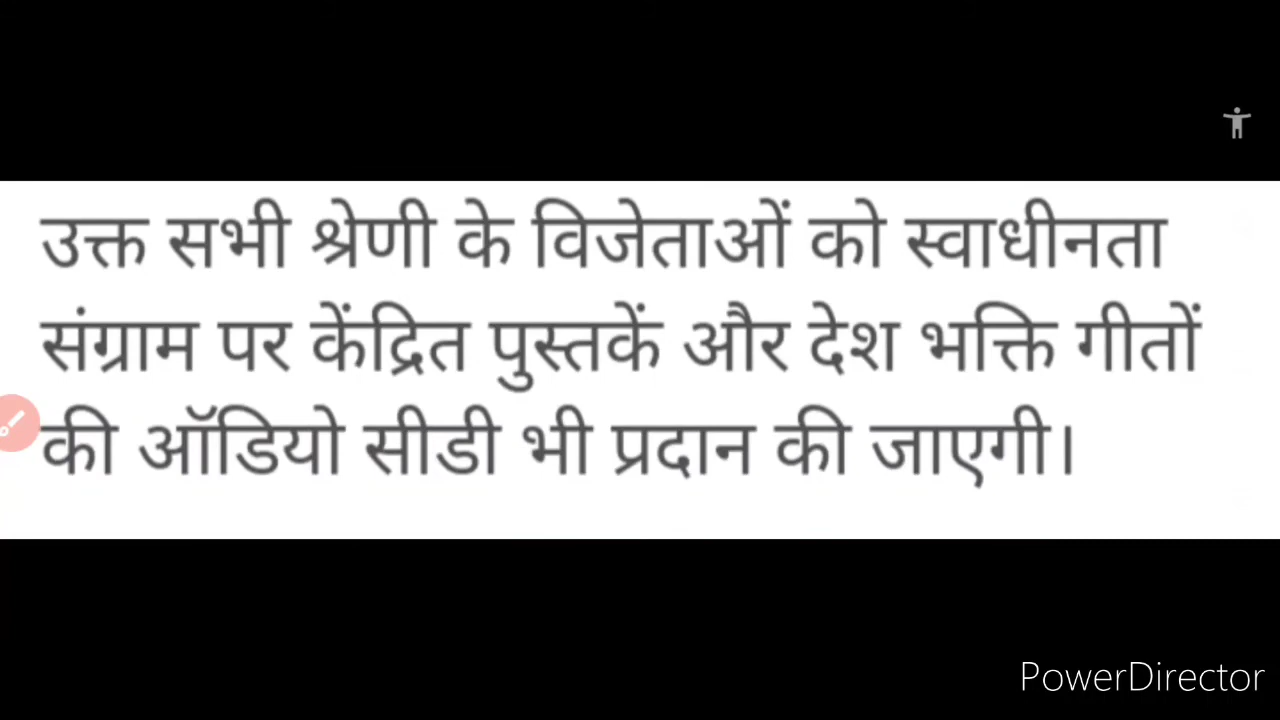 उक्त सभी श्रेणी के विजेताओं को स्वाधीनता
संग्राम पर केंद्रित पुस्तकें और देश भक्ति गीतों
की ऑडियो सीडी भी प्रदान की जाएगी।
PowerDirector